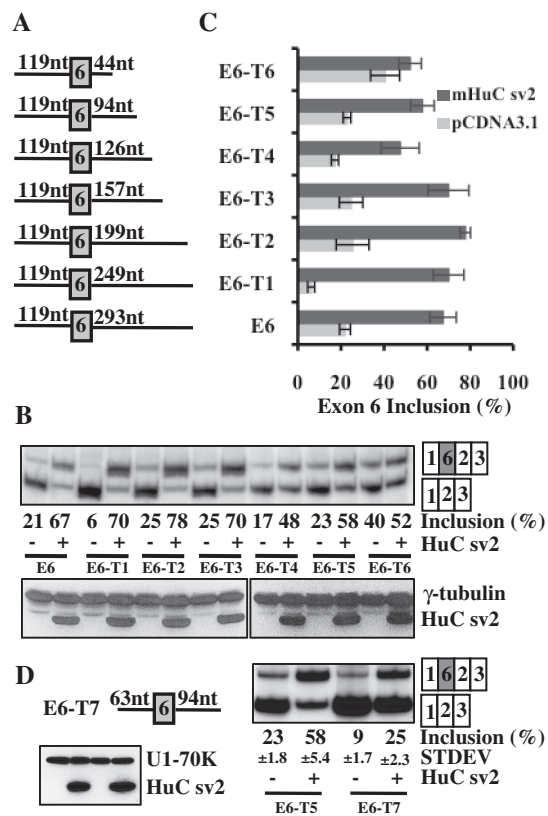 A
119nt 6 44nt
119nt 6 94nt
119nt 6 126nt
119nt 6 157nt
119nt 6 199nt
119nt 6 249nt
119nt 6 293nt
C
E6-T6
E6-T5
E6-T4
E6-T3
E6-T2
E6-T1
E6
mHuC sv2
pCDNA3.1
0 20 40 60 80 100
Exon 6 Inclusion (%)
B
1 6 2 3
1 2 3
21 67 6 70 25 78 25 70 17 48 23 58 40 52 Inclusion (%)
- + - + - + - + - + - + - + HuC sv2
E6 E6-T1 E6-T2 E6-T3 E6-T4 E6-T5 E6-T6
γ-tubulin
HuC sv2
D
E6-T7 63nt 6 94nt
U1-70K
HuC sv2
1 6 2 3
1 2 3
23 58 9 25 Inclusion (%)
±1.8 ±5.4 ±1.7 ±2.3 STDEV
- + - + HuC sv2
E6-T5 E6-T7